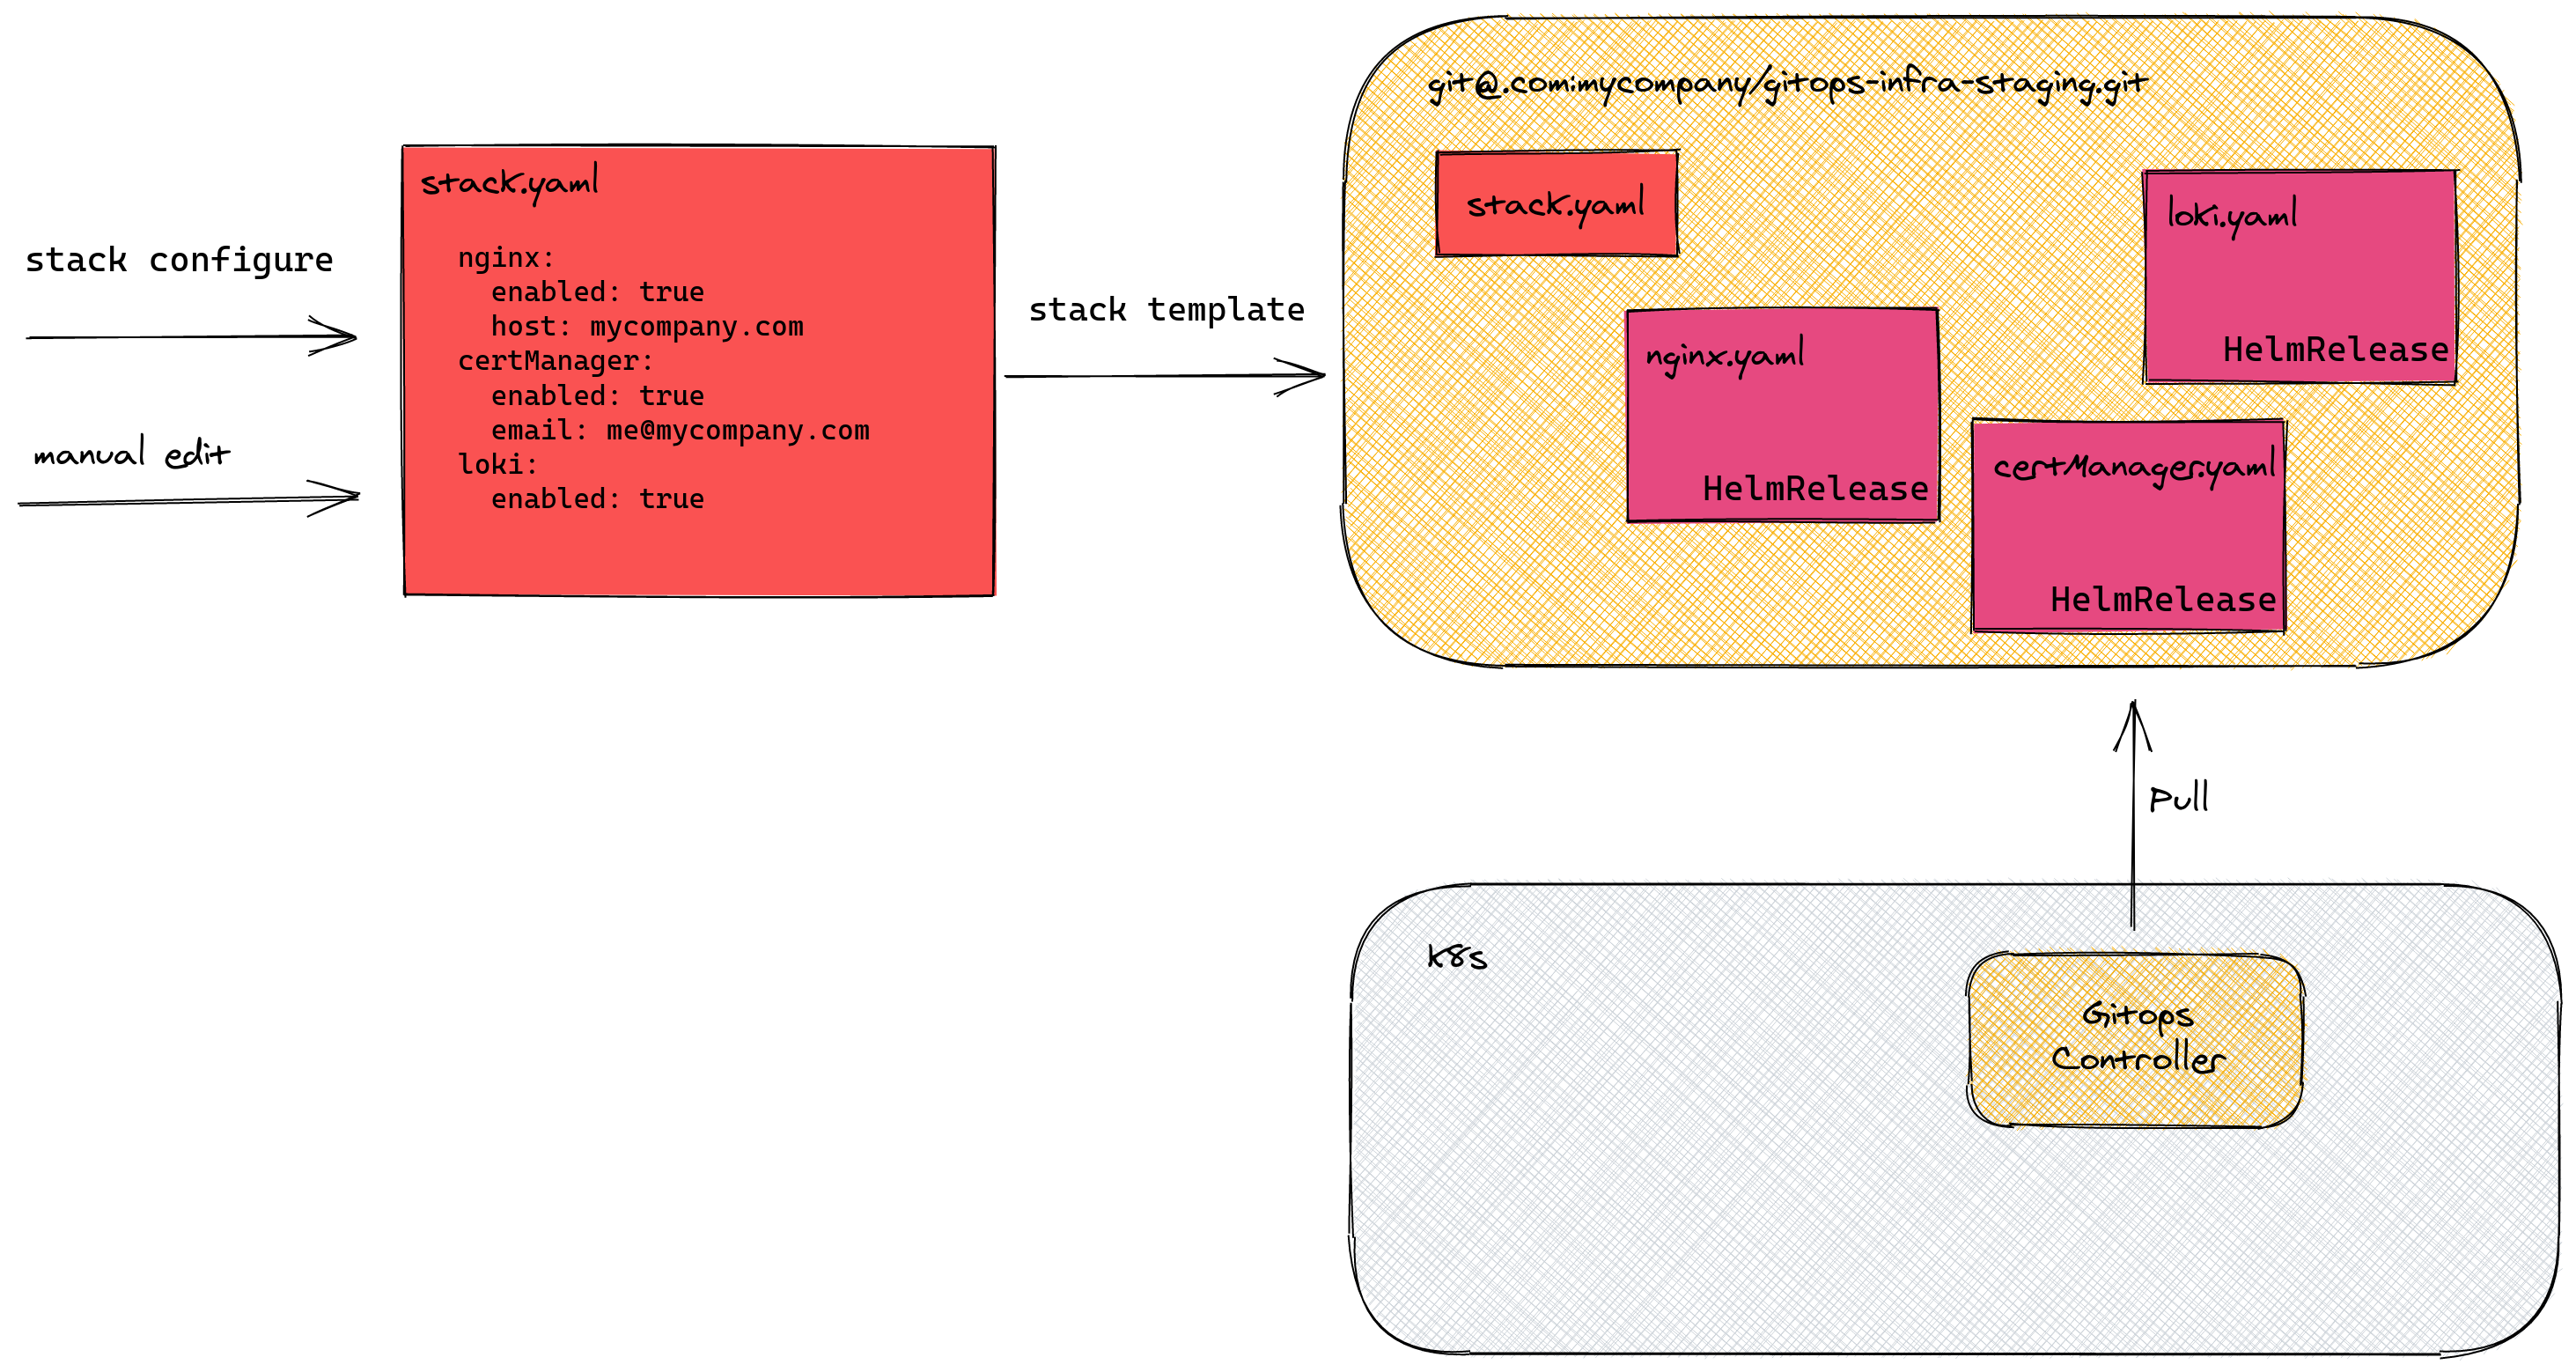 stack configure
manual edit
stack.yaml
nginx:
  enabled: true
  host: mycompany.com
certManager:
  enabled: true
  email: me@mycompany.com
loki:
  enabled: true
stack template
git@.com:mycompany/gitops-infra-staging.git
stack.yaml
loki.yaml
HelmRelease
nginx.yaml
HelmRelease
certManager.yaml
HelmRelease
Pull
k8s
Gitops
Controller